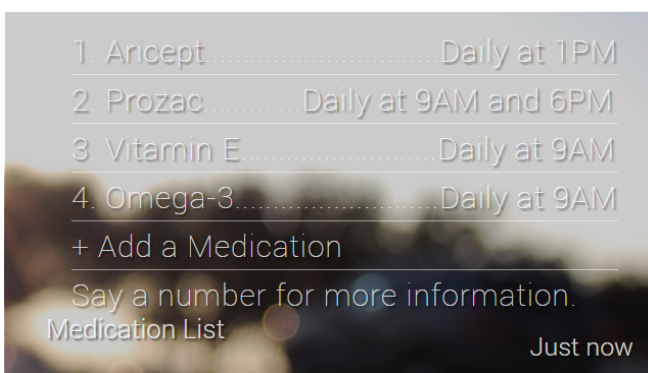 1. Aricept..........................Daily at 1PM
2 Prozac............Daily at 9AM and 6PM
3 Vitamin E......................Daily at 9AM
4. Omega-3.......................Daily at 9AM
+ Add a Medication
Say a number for more information.
Medication List
Just now